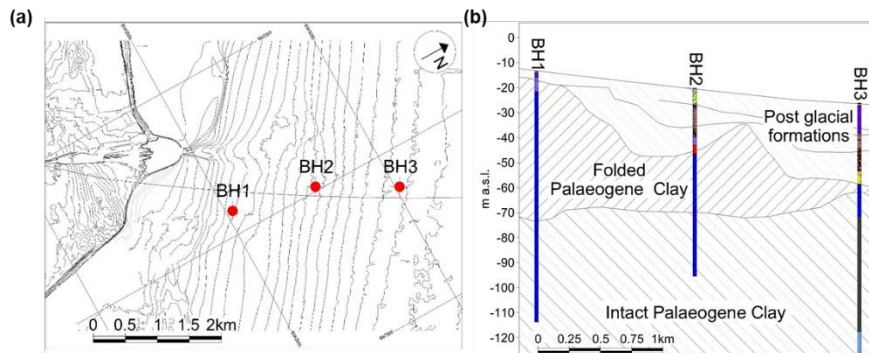 (a)
N
BH1
BH2
BH3
0 0.5 1 1.5 2km
(b)
m a.s.l.
0
-10
-20
-30
-40
-50
-60
-70
-80
-90
-100
-110
-120
BH1
BH2
BH3
Post glacial
formations
Folded
Palaeogene Clay
Intact Palaeogene Clay
0 0.25 0.5 0.75 1km